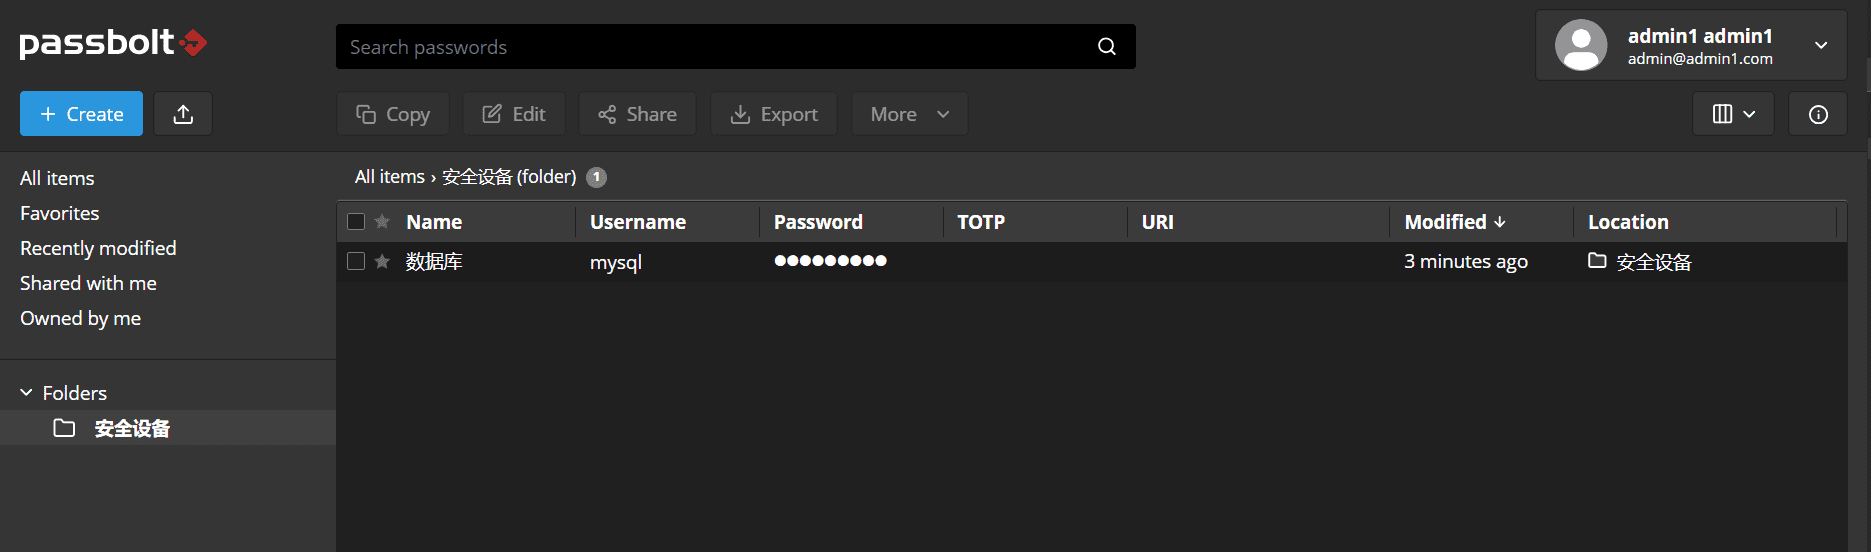 passbolt
Search passwords
admin1 admin1
admin@admin1.com
Create
Copy Edit Share Export More
All items
Favorites
Recently modified
Shared with me
Owned by me
Folders
安全设备
All items › 安全设备 (folder) 1
Name Username Password TOTP URI Modified Location
数据库 mysql ●●●●●●●●● 3 minutes ago 安全设备